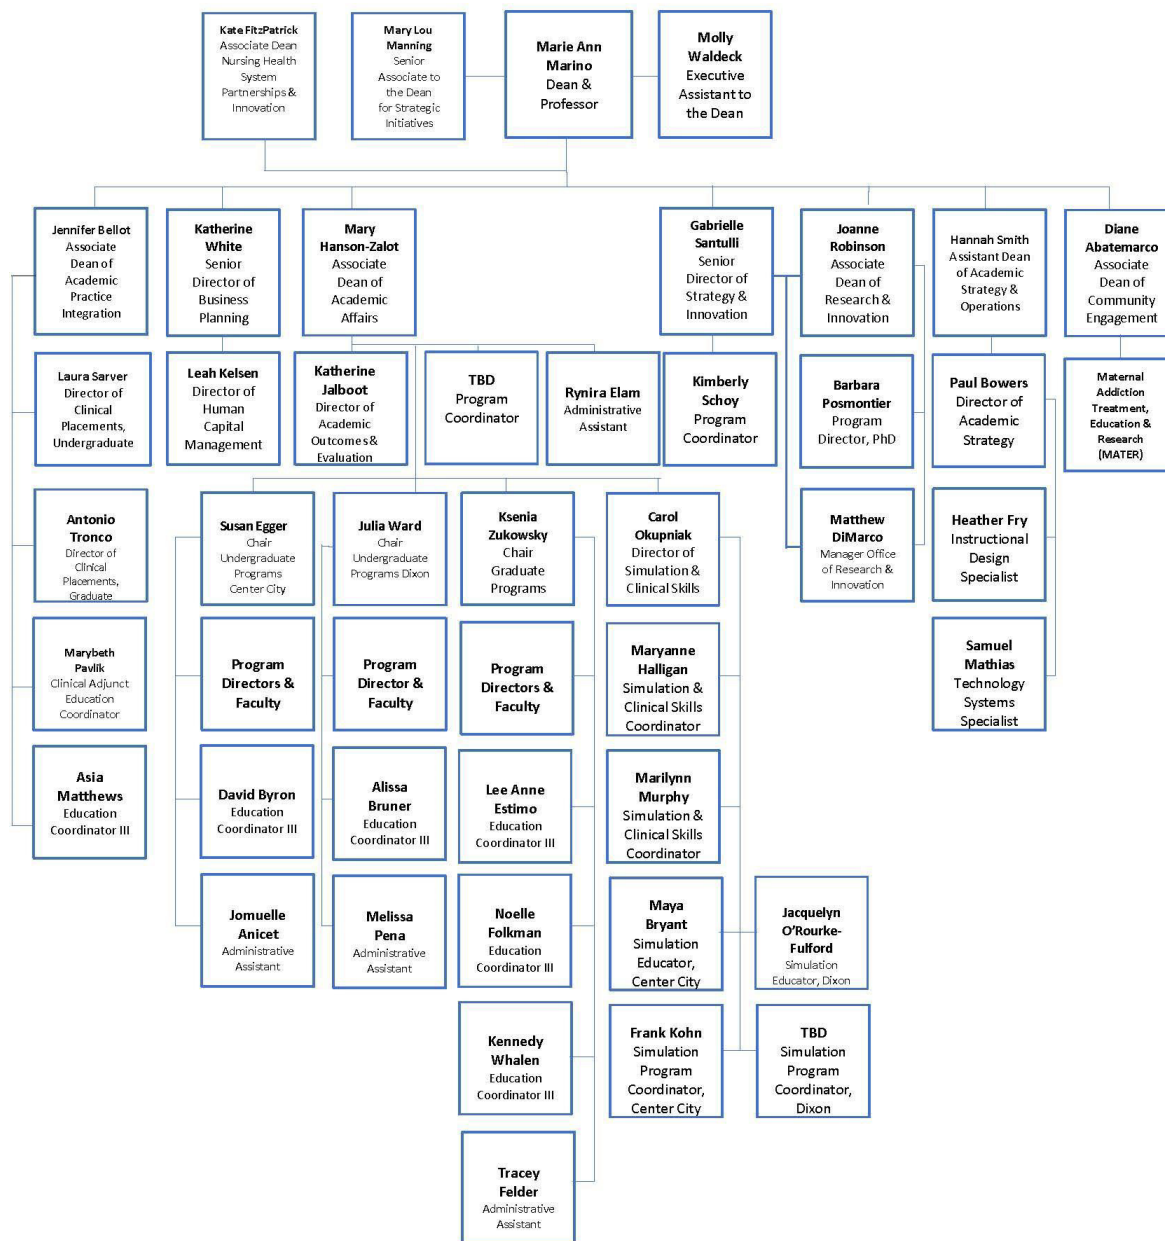 Kate FitzPatrick
Associate Dean
Nursing Health
System
Partnerships &
Innovation
Mary Lou
Manning
Senior
Associate to
the Dean
for Strategic
Initiatives
Marie Ann
Marino
Dean &
Professor
Molly
Waldeck
Executive
Assistant to
the Dean
Jennifer Bellot
Associate
Dean of
Academic
Practice
Integration
Katherine
White
Senior
Director of
Business
Planning
Mary
Hanson-Zalot
Associate
Dean of
Academic
Affairs
Gabrielle
Santulli
Senior
Director of
Strategy &
Innovation
Joanne
Robinson
Associate
Dean of
Research &
Innovation
Hannah Smith
Assistant Dean
of Academic
Strategy &
Operations
Diane
Abatemarco
Associate
Dean of
Community
Engagement
Laura Sarver
Director of
Clinical
Placements,
Undergraduate
Leah Kelsen
Director of
Human
Capital
Management
Katherine
Jalboot
Director of
Academic
Outcomes &
Evaluation
TBD
Program
Coordinator
Rynira Elam
Administrative
Assistant
Kimberly
Schoy
Program
Coordinator
Barbara
Posmontier
Program
Director, PhD
Paul Bowers
Director of
Academic
Strategy
Maternal
Addiction
Treatment,
Education &
Research
(MATER)
Antonio
Tronco
Director of
Clinical
Placements,
Graduate
Susan Egger
Chair
Undergraduate
Programs
Center City
Julia Ward
Chair
Undergraduate
Programs Dixon
Ksenia
Zukowsky
Chair
Graduate
Programs
Carol
Okupniak
Director of
Simulation &
Clinical Skills
Matthew
DiMarco
Manager Office
of Research &
Innovation
Heather Fry
Instructional
Design
Specialist
Marybeth
Pavlik
Clinical Adjunct
Education
Coordinator
Program
Directors &
Faculty
Program
Director &
Faculty
Program
Directors &
Faculty
Maryanne
Halligan
Simulation &
Clinical Skills
Coordinator
Samuel
Mathias
Technology
Systems
Specialist
Asia
Matthews
Education
Coordinator III
David Byron
Education
Coordinator III
Alissa
Bruner
Education
Coordinator III
Lee Anne
Estimo
Education
Coordinator III
Marilynn
Murphy
Simulation &
Clinical Skills
Coordinator
Jomuelle
Anicet
Administrative
Assistant
Melissa
Pena
Administrative
Assistant
Noelle
Folkman
Education
Coordinator III
Maya
Bryant
Simulation
Educator,
Center City
Jacquelyn
O'Rourke-
Fulford
Simulation
Educator, Dixon
Kennedy
Whalen
Education
Coordinator III
Frank Kohn
Simulation
Program
Coordinator,
Center City
TBD
Simulation
Program
Coordinator,
Dixon
Tracey
Felder
Administrative
Assistant